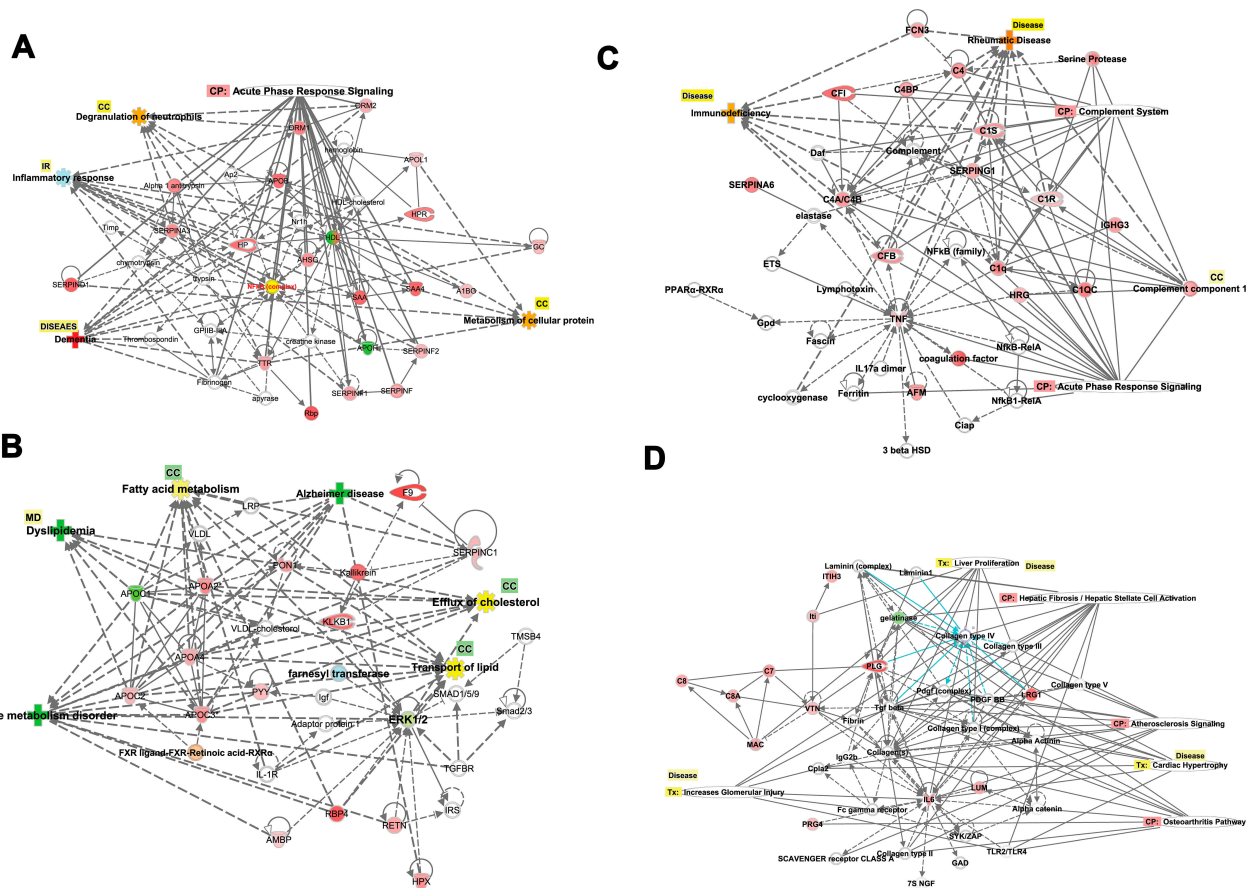 A
CP: Acute Phase Response Signaling
CC
Degranulation of neutrophils
ORM2
ORM1
hemoglobin
IR
Inflammatory response
APOL1
Ap2
Alpha 1 antitrypsin
HDL-cholesterol
HPR
Nr1h
Timp
SERPINA3
HP
HDL
GC
chymotrypsin
AHSG
trypsin
SERPIND1
NFkB (complex)
SAA
SAA4
A1BG
CC
Metabolism of cellular protein
DISEAES
Dementia
GPIIB-IIIA
Thrombospondin
creatine kinase
APOH
SERPINF2
TTR
Fibrinogen
apyrase
SERPINF1
SERPINF
Rbp
B
CC
Fatty acid metabolism
Alzheimer disease
F9
LRP
MD
Dyslipidemia
VLDL
SERPINC1
PON1
Kallikrein
APOC1
APOA2
CC
Efflux of cholesterol
KLKB1
VLDL-cholesterol
TMSB4
CC
APOA4
farnesyl transferase
Transport of lipid
APOC2
PYY
Igf
SMAD1/5/9
e metabolism disorder
APOC3
Adaptor protein 1
ERK1/2
Smad2/3
FXR ligand-FXR-Retinoic acid-RXRα
IL-1R
TGFBR
RBP4
RETN
IRS
AMBP
HPX
C
FCN3
Disease
Rheumatic Disease
C4
Serine Protease
Disease
Immunodeficiency
CFI
C4BP
CP: Complement System
C1S
Daf
Complement
SERPINA6
SERPING1
C4A/C4B
C1R
elastase
IGHG3
CFB
NFkB (family)
ETS
C1q
CC
PPARα-RXRα
Lymphotoxin
HRG
C1QC
Complement component 1
Gpd
TNF
Fascin
NfkB-RelA
IL17a dimer
coagulation factor
cyclooxygenase
Ferritin
AFM
CP: Acute Phase Response Signaling
NfkB1-RelA
Ciap
3 beta HSD
D
Tx: Liver Proliferation
Disease
Laminin (complex)
Laminin1
ITIH3
CP: Hepatic Fibrosis / Hepatic Stellate Cell Activation
Iti
gelatinase
Collagen type IV
Collagen type III
PLG
C7
C8
Collagen type V
C8A
Pdgf (complex)
PDGF BB
LRG1
VTN
Tgf beta
Fibrin
Collagen type I (complex)
CP: Atherosclerosis Signaling
MAC
Alpha Actinin
Collagen(s)
IgG2b
Disease
Cpla2
Tx: Cardiac Hypertrophy
Disease
Tx: Increases Glomerular Injury
LUM
IL6
Fc gamma receptor
Alpha catenin
PRG4
CP: Osteoarthritis Pathway
SYK/ZAP
Collagen type II
TLR2/TLR4
SCAVENGER receptor CLASS A
GAD
7S NGF